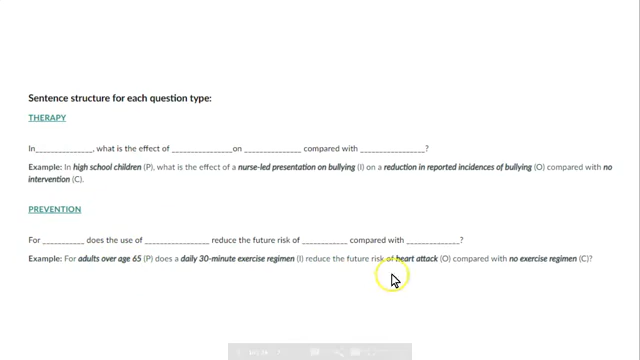 Sentence structure for each question type:
THERAPY
In______________, what is the effect of _______________on ______________ compared with ________________?
Example: In high school children (P), what is the effect of a nurse-led presentation on bullying (I) on a reduction in reported incidences of bullying (O) compared with no
intervention (C).
PREVENTION
For __________ does the use of ________________ reduce the future risk of ___________ compared with _____________?
Example: For adults over age 65 (P) does a daily 30-minute exercise regimen (I) reduce the future risk of heart attack (O) compared with no exercise regimen (C)?